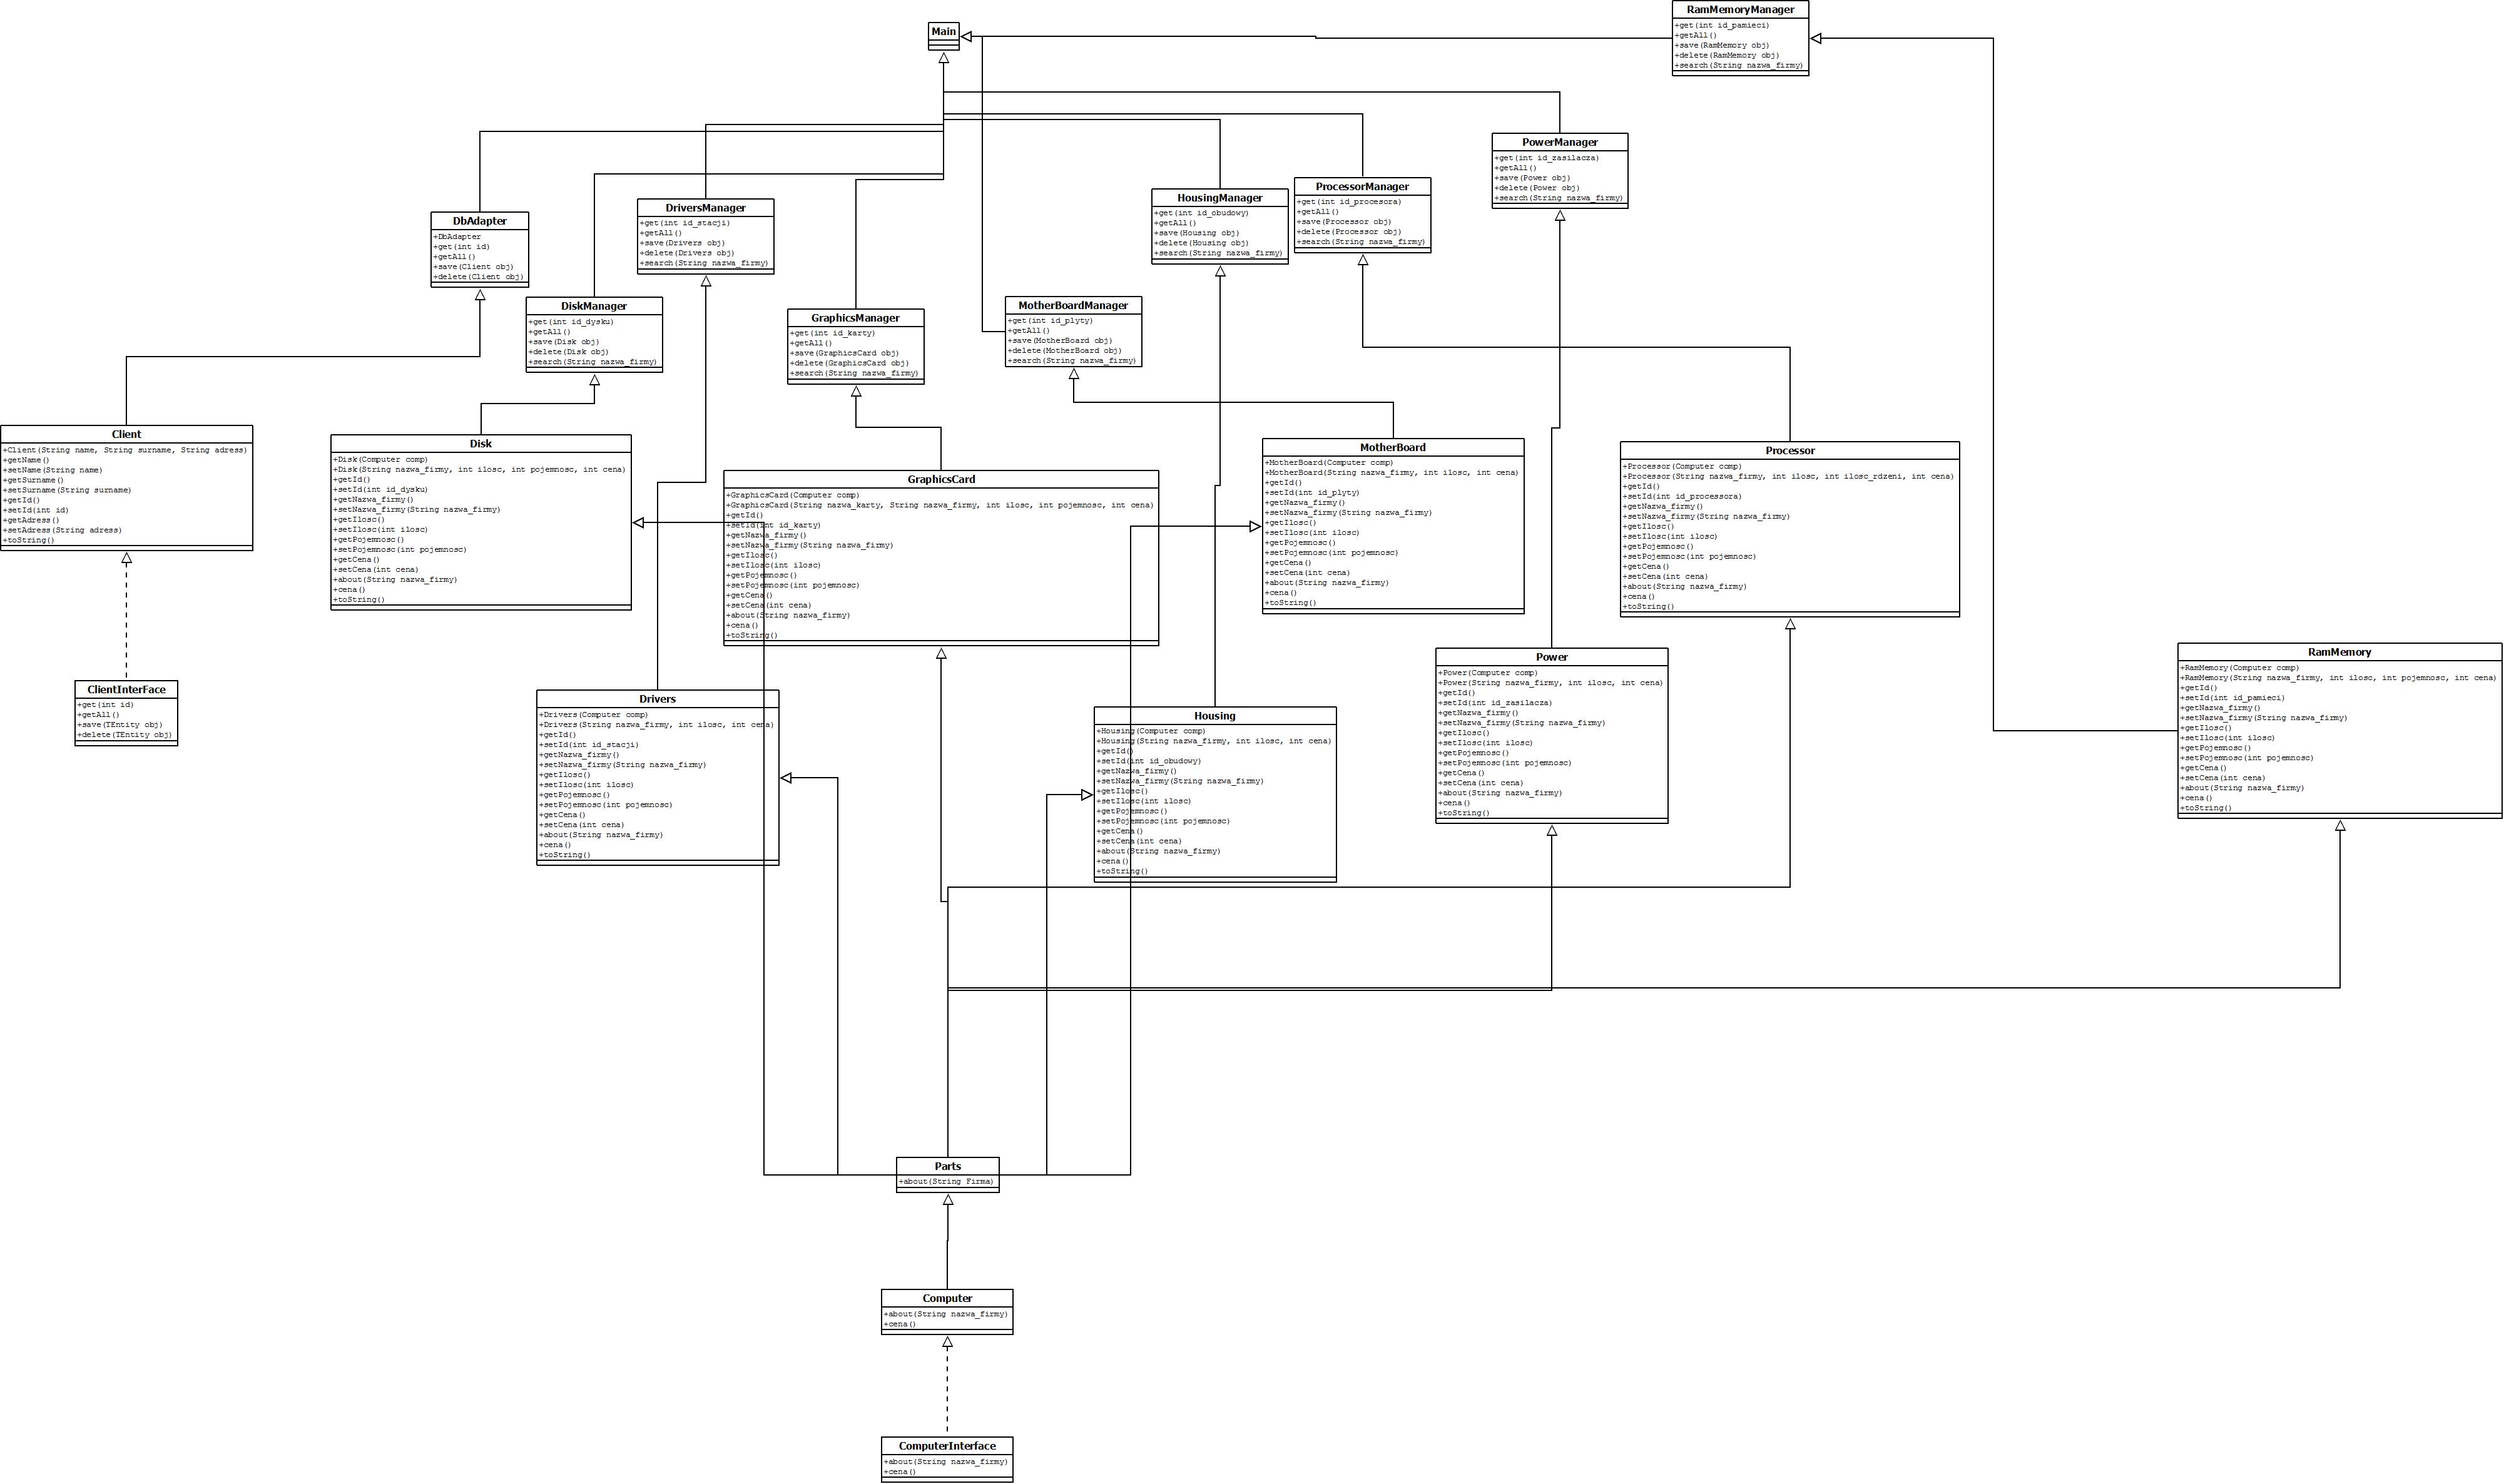 Main
RamMemoryManager
+get(int id_pamieci)
+getAll()
+save(RamMemory obj)
+delete(RamMemory obj)
+search(String nazwa_firmy)
PowerManager
+get(int id_zasilacza)
+getAll()
+save(Power obj)
+delete(Power obj)
+search(String nazwa_firmy)
ProcessorManager
+get(int id_procesora)
+getAll()
+save(Processor obj)
+delete(Processor obj)
+search(String nazwa_firmy)
HousingManager
+get(int id_obudowy)
+getAll()
+save(Housing obj)
+delete(Housing obj)
+search(String nazwa_firmy)
DriversManager
+get(int id_stacji)
+getAll()
+save(Drivers obj)
+delete(Drivers obj)
+search(String nazwa_firmy)
DbAdapter
+DbAdapter
+get(int id)
+getAll()
+save(Client obj)
+delete(Client obj)
DiskManager
+get(int id_dysku)
+getAll()
+save(Disk obj)
+delete(Disk obj)
+search(String nazwa_firmy)
GraphicsManager
+get(int id_karty)
+getAll()
+save(GraphicsCard obj)
+delete(GraphicsCard obj)
+search(String nazwa_firmy)
MotherBoardManager
+get(int id_plyty)
+getAll()
+save(MotherBoard obj)
+delete(MotherBoard obj)
+search(String nazwa_firmy)
Client
+Client(String name, String surname, String adress)
+getName()
+setName(String name)
+getSurname()
+setSurname(String surname)
+getId()
+setId(int id)
+getAdress()
+setAdress(String adress)
+toString()
Disk
+Disk(Computer comp)
+Disk(String nazwa_firmy, int ilosc, int pojemnosc, int cena)
+getId()
+setId(int id_dysku)
+getNazwa_firmy()
+setNazwa_firmy(String nazwa_firmy)
+getIlosc()
+setIlosc(int ilosc)
+getPojemnosc()
+setPojemnosc(int pojemnosc)
+getCena()
+setCena(int cena)
+about(String nazwa_firmy)
+cena()
+toString()
GraphicsCard
+GraphicsCard(Computer comp)
+GraphicsCard(String nazwa_karty, String nazwa_firmy, int ilosc, int pojemnosc, int cena)
+getId()
+setId(int id_karty)
+getNazwa_firmy()
+setNazwa_firmy(String nazwa_firmy)
+getIlosc()
+setIlosc(int ilosc)
+getPojemnosc()
+setPojemnosc(int pojemnosc)
+getCena()
+setCena(int cena)
+about(String nazwa_firmy)
+cena()
+toString()
MotherBoard
+MotherBoard(Computer comp)
+MotherBoard(String nazwa_firmy, int ilosc, int cena)
+getId()
+setId(int id_plyty)
+getNazwa_firmy()
+setNazwa_firmy(String nazwa_firmy)
+getIlosc()
+setIlosc(int ilosc)
+getPojemnosc()
+setPojemnosc(int pojemnosc)
+getCena()
+setCena(int cena)
+about(String nazwa_firmy)
+cena()
+toString()
Processor
+Processor(Computer comp)
+Processor(String nazwa_firmy, int ilosc, int ilosc_rdzeni, int cena)
+getId()
+setId(int id_processora)
+getNazwa_firmy()
+setNazwa_firmy(String nazwa_firmy)
+getIlosc()
+setIlosc(int ilosc)
+getPojemnosc()
+setPojemnosc(int pojemnosc)
+getCena()
+setCena(int cena)
+about(String nazwa_firmy)
+cena()
+toString()
ClientInterFace
+get(int id)
+getAll()
+save(TEntity obj)
+delete(TEntity obj)
Drivers
+Drivers(Computer comp)
+Drivers(String nazwa_firmy, int ilosc, int cena)
+getId()
+setId(int id_stacji)
+getNazwa_firmy()
+setNazwa_firmy(String nazwa_firmy)
+getIlosc()
+setIlosc(int ilosc)
+getPojemnosc()
+setPojemnosc(int pojemnosc)
+getCena()
+setCena(int cena)
+about(String nazwa_firmy)
+cena()
+toString()
Housing
+Housing(Computer comp)
+Housing(String nazwa_firmy, int ilosc, int cena)
+getId()
+setId(int id_obudowy)
+getNazwa_firmy()
+setNazwa_firmy(String nazwa_firmy)
+getIlosc()
+setIlosc(int ilosc)
+getPojemnosc()
+setPojemnosc(int pojemnosc)
+getCena()
+setCena(int cena)
+about(String nazwa_firmy)
+cena()
+toString()
Power
+Power(Computer comp)
+Power(String nazwa_firmy, int ilosc, int cena)
+getId()
+setId(int id_zasilacza)
+getNazwa_firmy()
+setNazwa_firmy(String nazwa_firmy)
+getIlosc()
+setIlosc(int ilosc)
+getPojemnosc()
+setPojemnosc(int pojemnosc)
+getCena()
+setCena(int cena)
+about(String nazwa_firmy)
+cena()
+toString()
RamMemory
+RamMemory(Computer comp)
+RamMemory(String nazwa_firmy, int ilosc, int pojemnosc, int cena)
+getId()
+setId(int id_pamieci)
+getNazwa_firmy()
+setNazwa_firmy(String nazwa_firmy)
+getIlosc()
+setIlosc(int ilosc)
+getPojemnosc()
+setPojemnosc(int pojemnosc)
+getCena()
+setCena(int cena)
+about(String nazwa_firmy)
+cena()
+toString()
Parts
+about(String Firma)
Computer
+about(String nazwa_firmy)
+cena()
ComputerInterface
+about(String nazwa_firmy)
+cena()